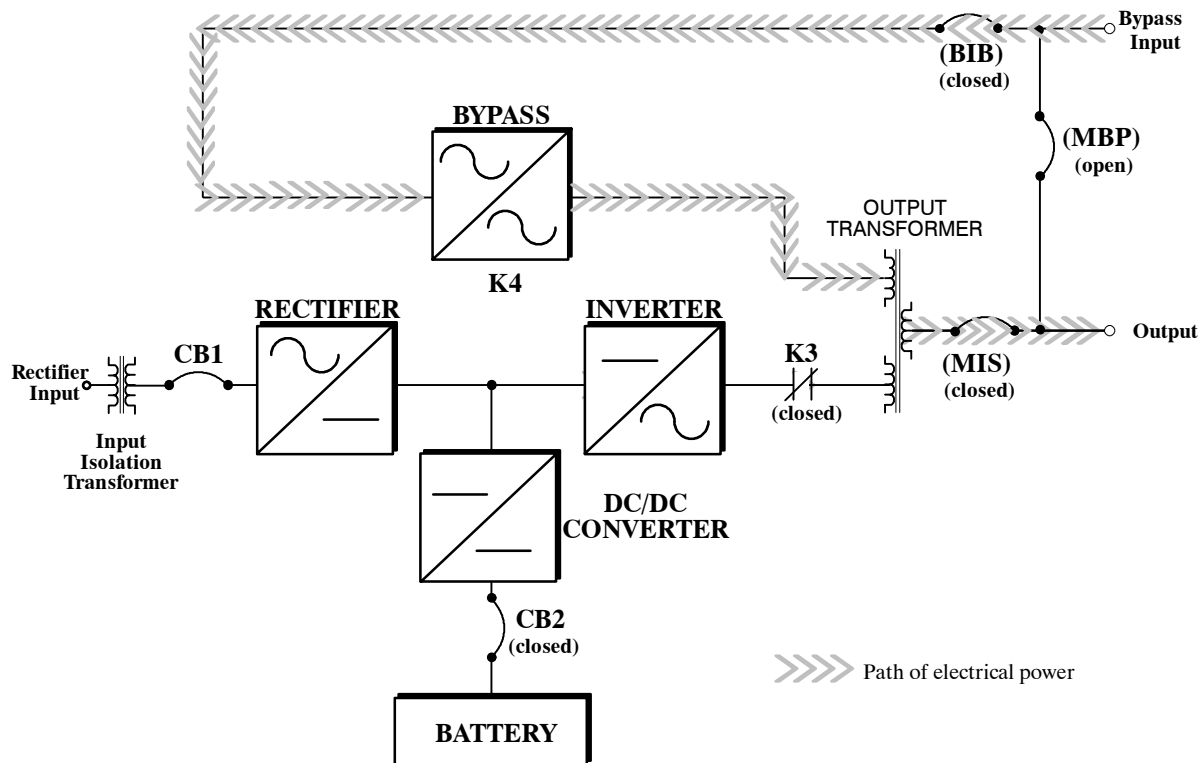 Bypass
Input
(BIB)
(closed)
BYPASS
(MBP)
(open)
OUTPUT
TRANSFORMER
K4
RECTIFIER
INVERTER
Output
CB1
K3
(MIS)
(closed)
Rectifier
Input
(closed)
Input
Isolation
Transformer
DC/DC
CONVERTER
CB2
(closed)
Path of electrical power
BATTERY